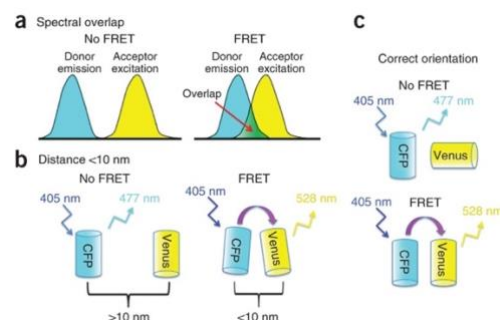 a Spectral overlap
No FRET
FRET
Donor emission
Acceptor excitation
Donor emission
Acceptor excitation
Overlap
b Distance <10 nm
No FRET
FRET
405 nm
477 nm
405 nm
528 nm
CFP
Venus
CFP
Venus
>10 nm
<10 nm
c
Correct orientation
No FRET
405 nm
477 nm
CFP
Venus
FRET
405 nm
528 nm
CFP
Venus